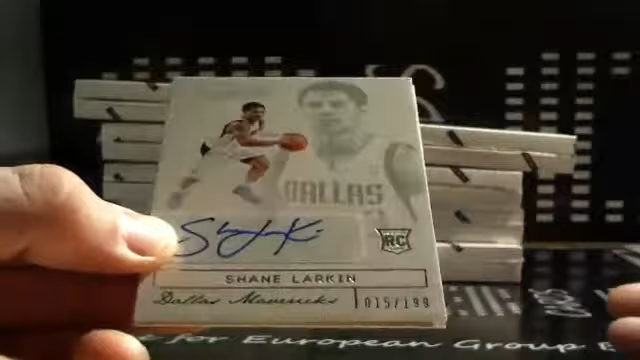 DALLAS
RC
SHANE LARKIN
Dallas Mavericks
015/199
for European Group